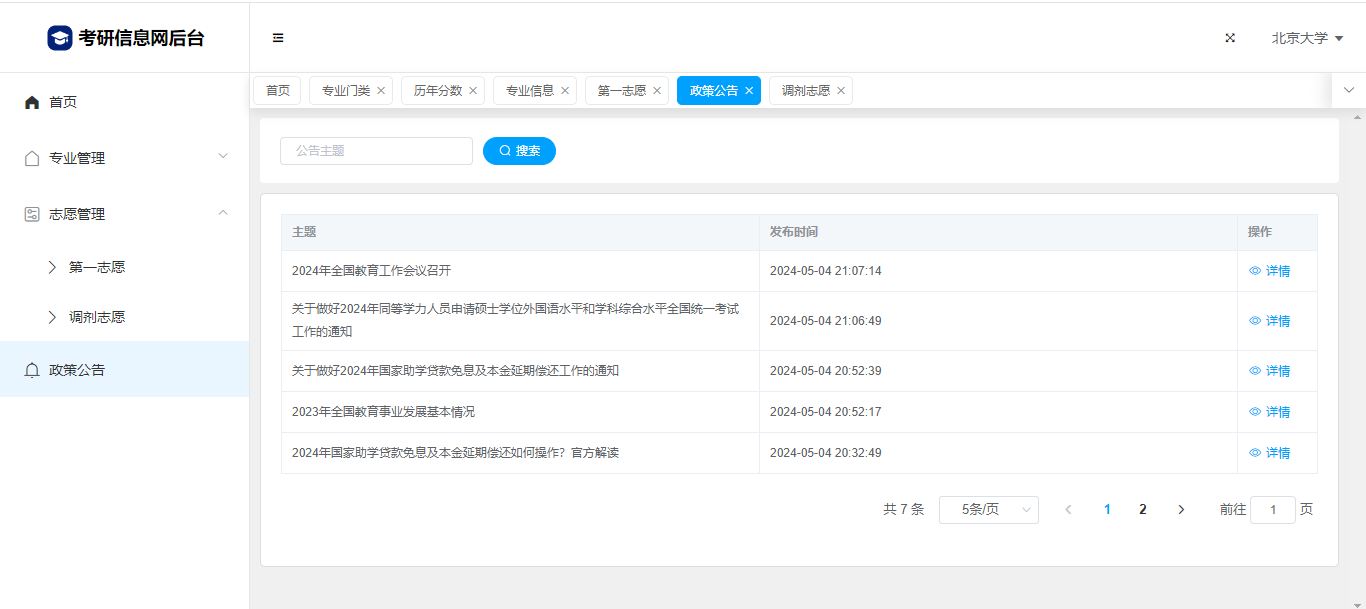 考研信息网后台
北京大学
首页
专业门类
历年分数
专业信息
第一志愿
政策公告
调剂志愿
首页
专业管理
志愿管理
第一志愿
调剂志愿
政策公告
公告主题
搜索
主题 发布时间 操作
2024年全国教育工作会议召开 2024-05-04 21:07:14 详情
关于做好2024年同等学力人员申请硕士学位外国语水平和学科综合水平全国统一考试
工作的通知 2024-05-04 21:06:49 详情
关于做好2024年国家助学贷款免息及本金延期偿还工作的通知 2024-05-04 20:52:39 详情
2023年全国教育事业发展基本情况 2024-05-04 20:52:17 详情
2024年国家助学贷款免息及本金延期偿还如何操作？官方解读 2024-05-04 20:32:49 详情
共 7 条 5条/页 1 2 前往 1 页